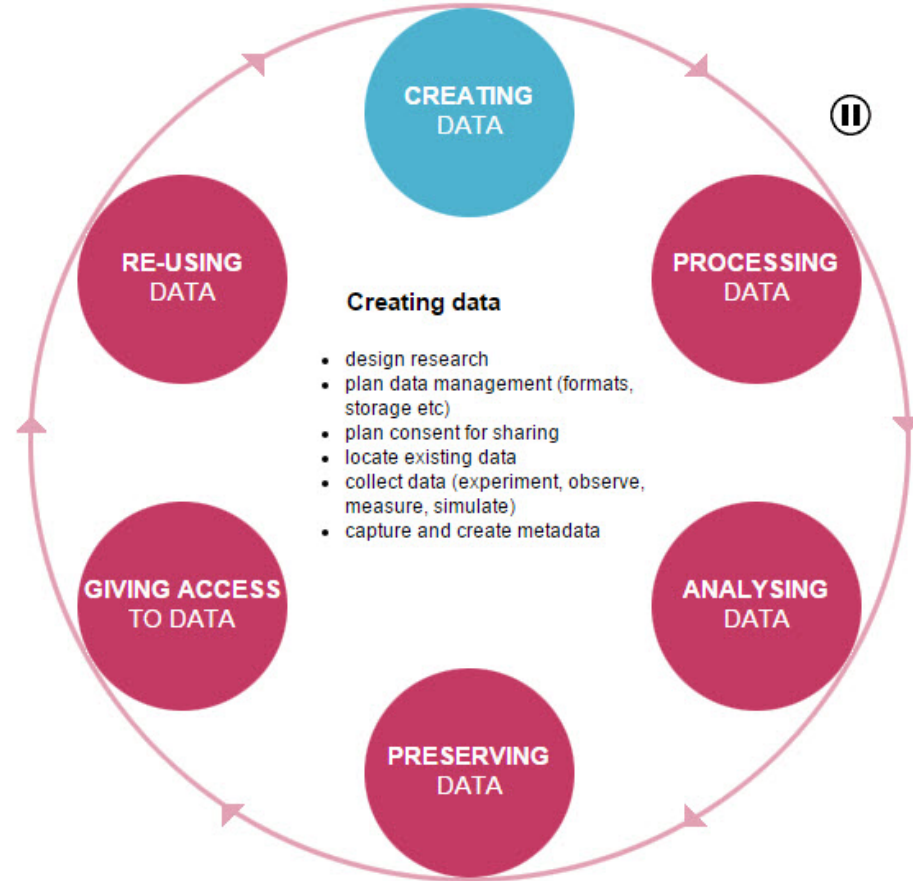 CREATING
DATA
PROCESSING
DATA
ANALYSING
DATA
PRESERVING
DATA
GIVING ACCESS
TO DATA
RE-USING
DATA
Creating data
• design research
• plan data management (formats,
storage etc)
• plan consent for sharing
• locate existing data
• collect data (experiment, observe,
measure, simulate)
• capture and create metadata